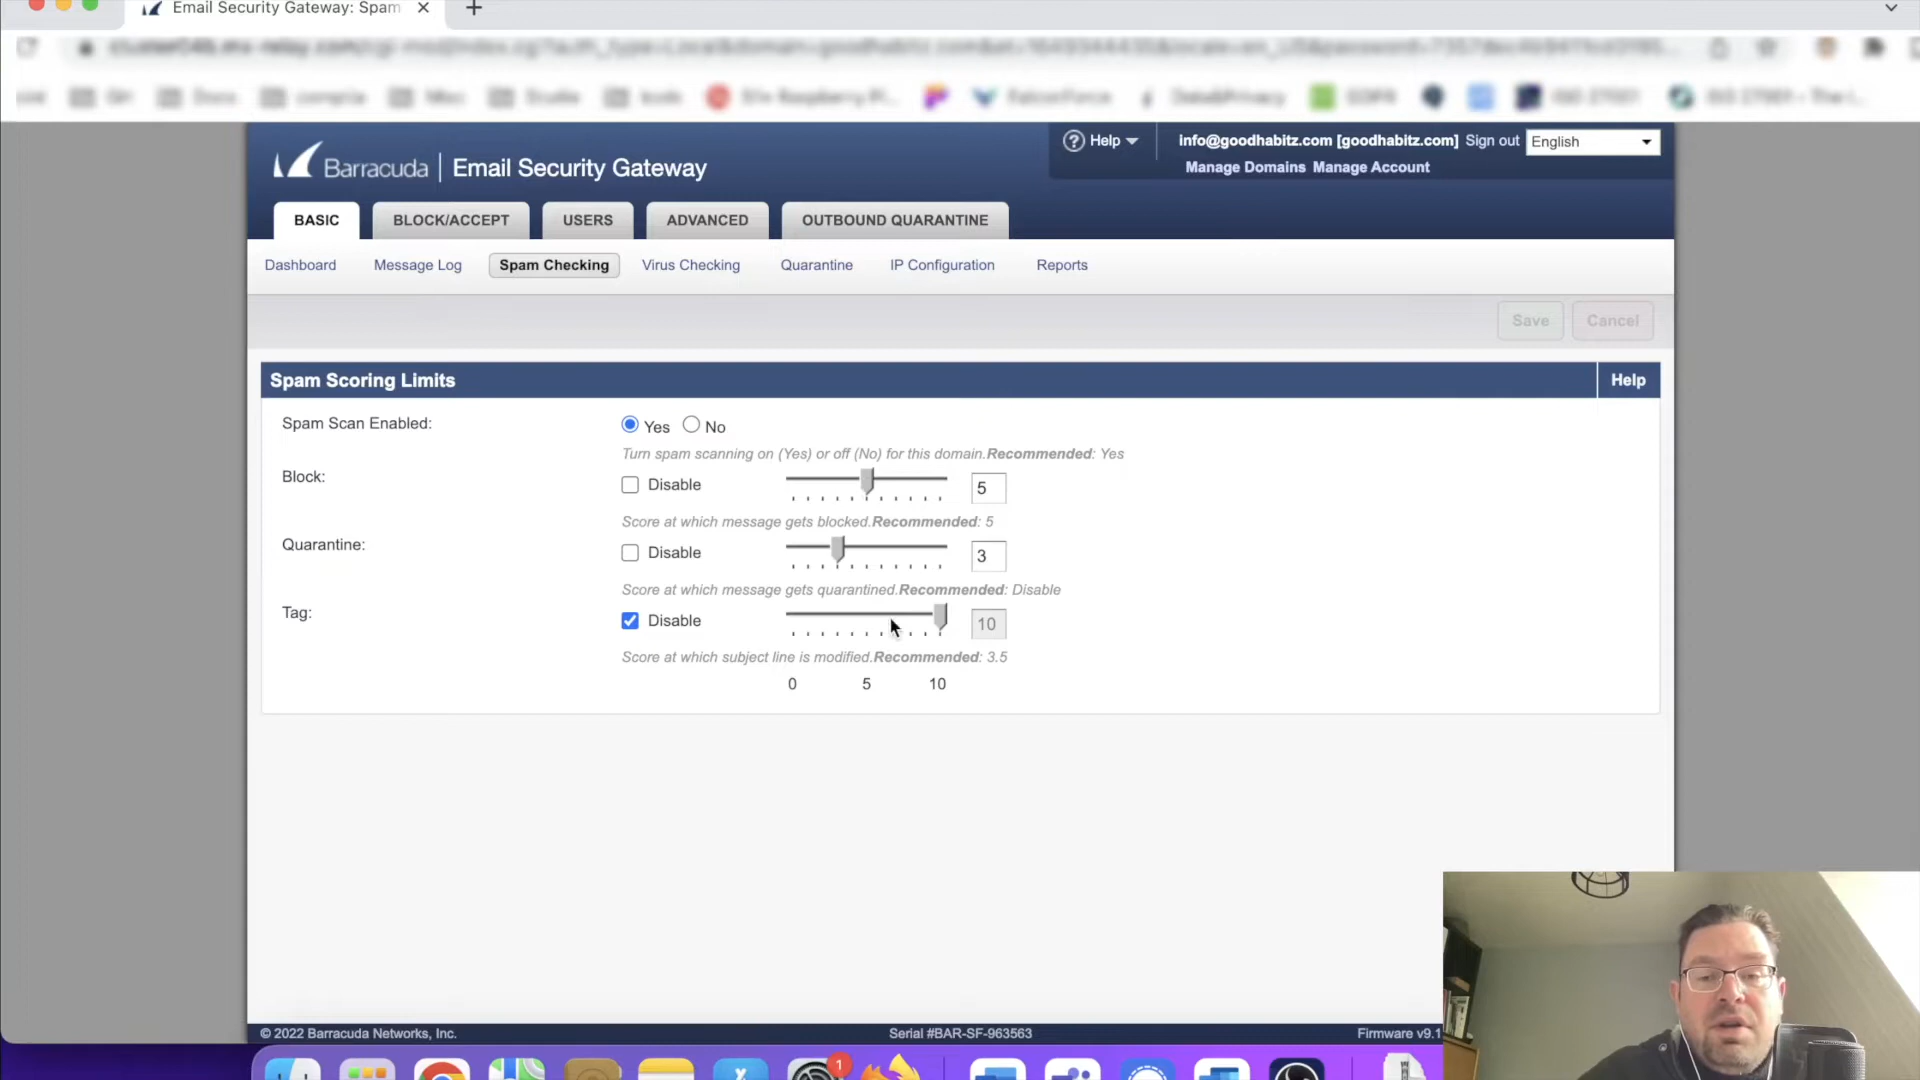 Email Security Gateway: Spam
Barracuda | Email Security Gateway
Help
info@goodhabitz.com [goodhabitz.com] Sign out English
Manage Domains Manage Account
BASIC BLOCK/ACCEPT USERS ADVANCED OUTBOUND QUARANTINE
Dashboard Message Log Spam Checking Virus Checking Quarantine IP Configuration Reports
Save Cancel
Spam Scoring Limits Help
Spam Scan Enabled: Yes No
Turn spam scanning on (Yes) or off (No) for this domain.Recommended: Yes
Block: Disable 5
Score at which message gets blocked.Recommended: 5
Quarantine: Disable 3
Score at which message gets quarantined.Recommended: Disable
Tag: Disable 10
Score at which subject line is modified.Recommended: 3.5
0 5 10
© 2022 Barracuda Networks, Inc. Serial #BAR-SF-963563 Firmware v9.1
1